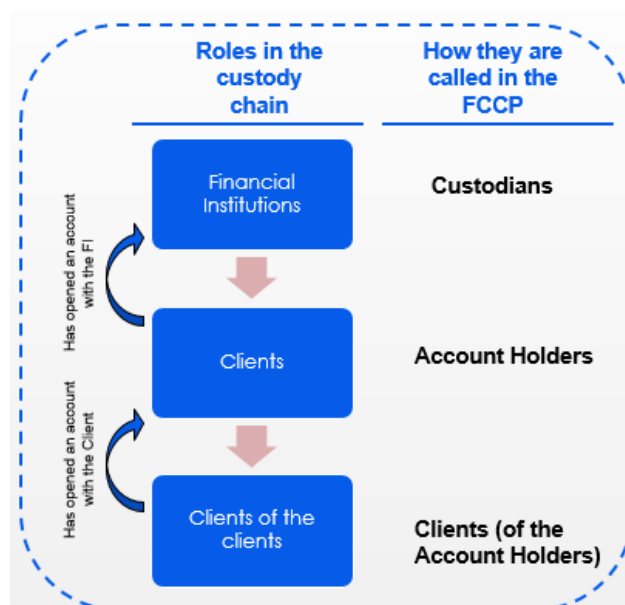 Roles in the
custody
chain
How they are
called in the
FCCP
Financial
Institutions
Custodians
Has opened an account
with the FI
Clients
Account Holders
Has opened an account
with the Client
Clients of the
clients
Clients (of the
Account Holders)